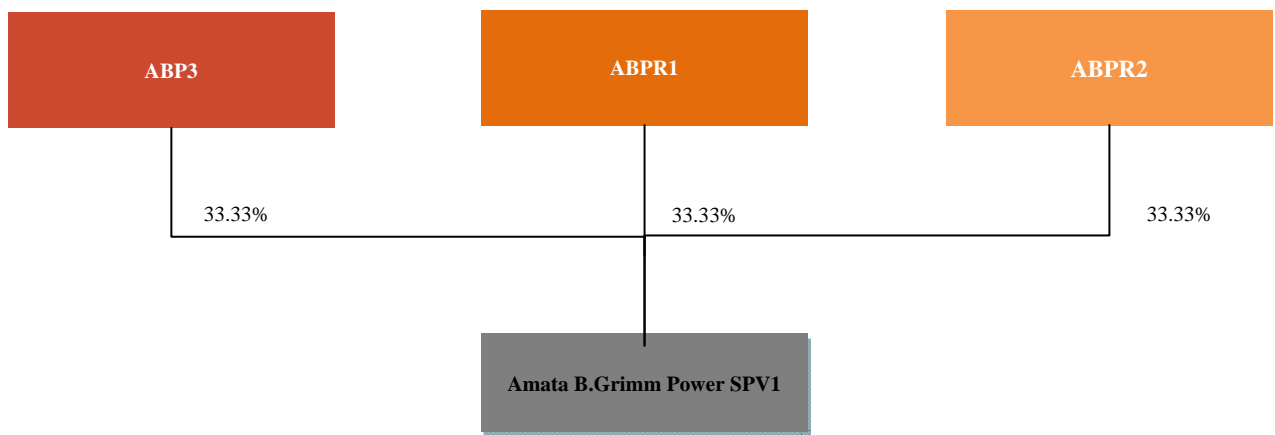 ABP3
ABPR1
ABPR2
33.33%
33.33%
33.33%
Amata B.Grimm Power SPV1